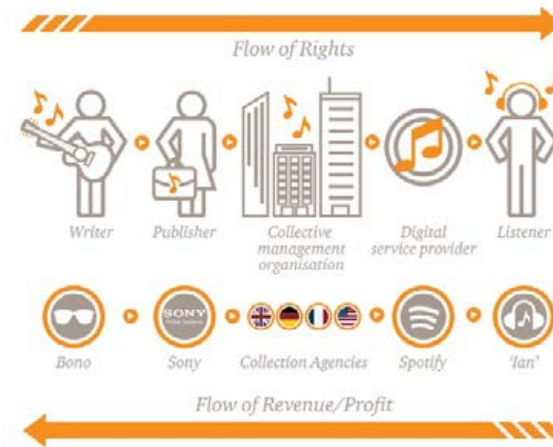 Flow of Rights
Writer
Publisher
Collective
management
organisation
Digital
service provider
Listener
SONY
Bono
Sony
Collection Agencies
Spotify
'Ian'
Flow of Revenue/Profit